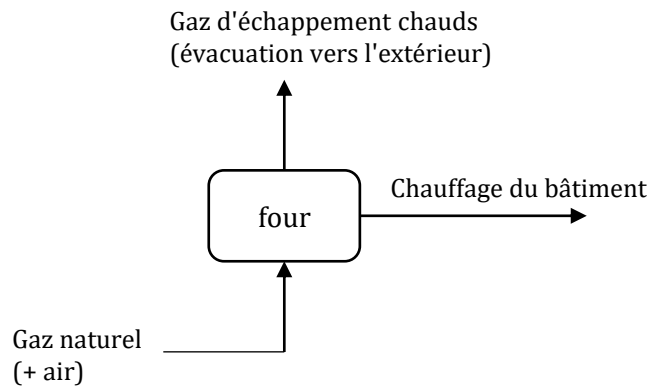 Gaz d'échappement chauds
(évacuation vers l'extérieur)
Chauffage du bâtiment
four
Gaz naturel
(+ air)